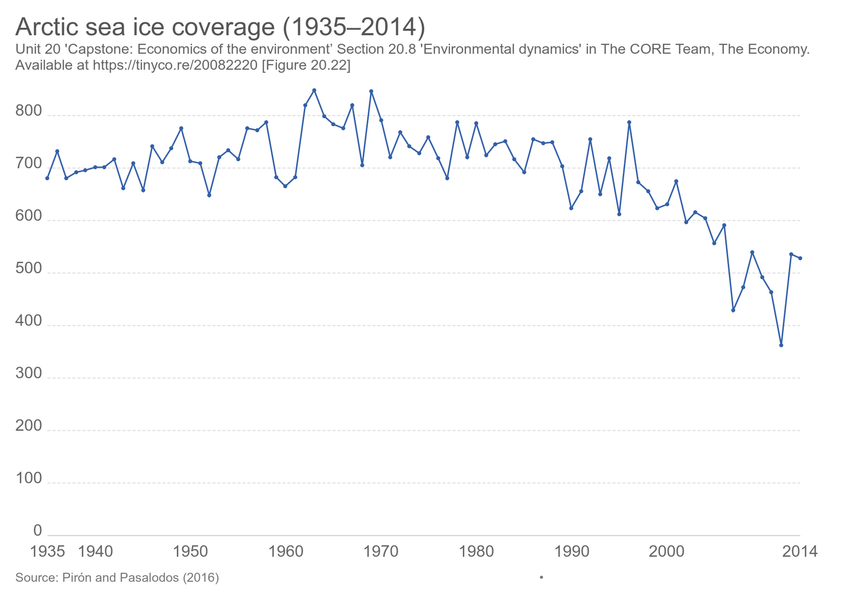 Arctic sea ice coverage (1935–2014)
Unit 20 'Capstone: Economics of the environment' Section 20.8 'Environmental dynamics' in The CORE Team, The Economy.
Available at https://tinyco.re/20082220 [Figure 20.22]
800
700
600
500
400
300
200
100
0
1935 1940 1950 1960 1970 1980 1990 2000 2014
Source: Pirón and Pasalodos (2016)